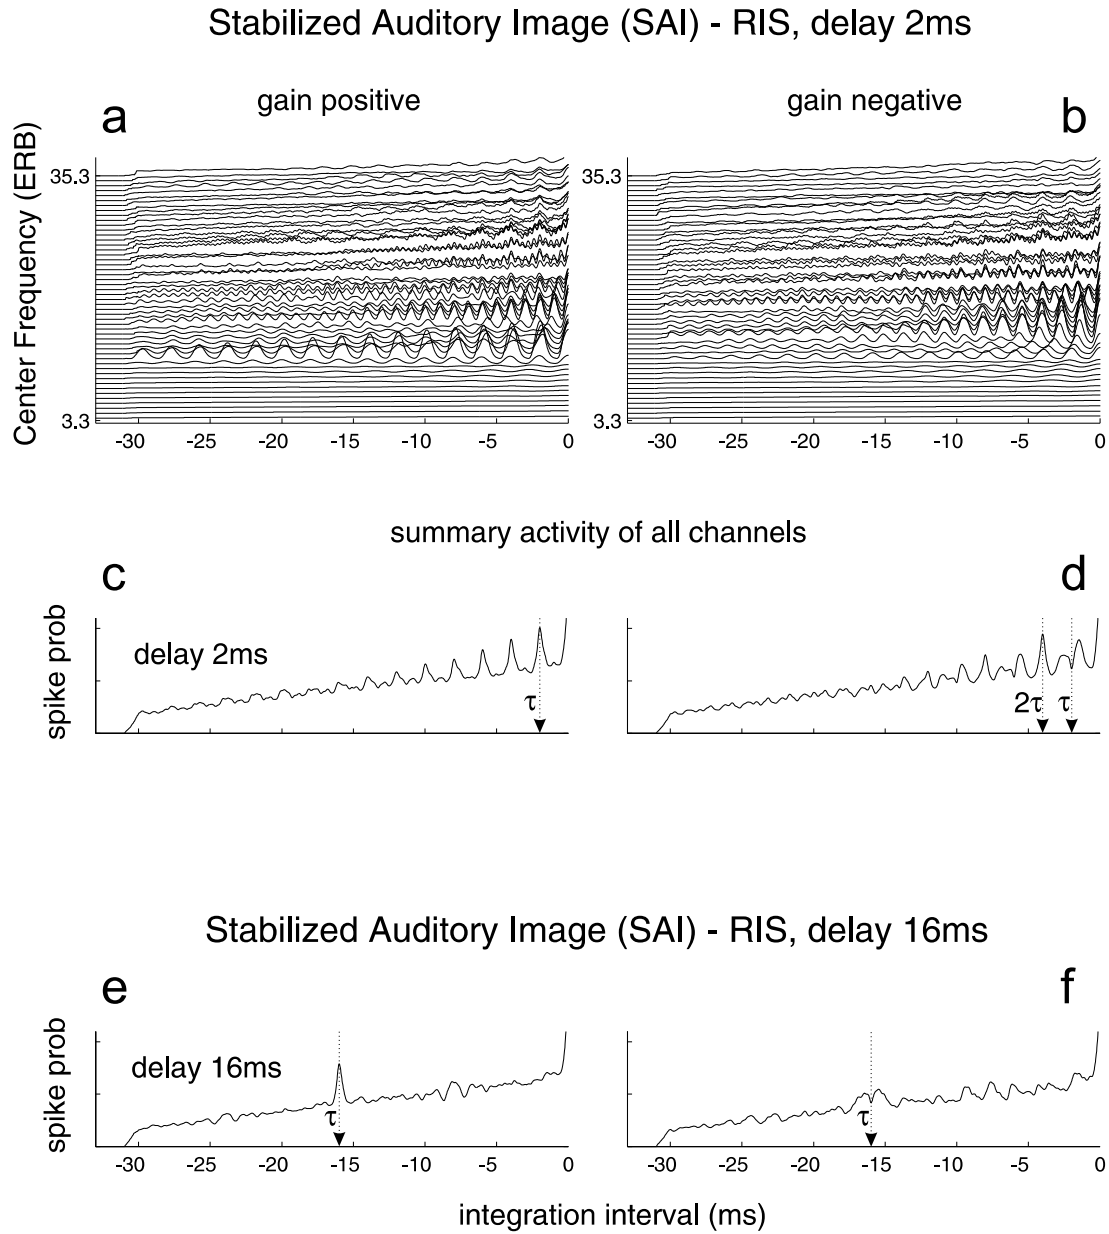 Stabilized Auditory Image (SAI) - RIS, delay 2ms
gain positive
gain negative
a
b
Center Frequency (ERB)
35.3
3.3
35.3
3.3
-30 -25 -20 -15 -10 -5 0
-30 -25 -20 -15 -10 -5 0
summary activity of all channels
c
d
spike prob
delay 2ms
τ
2τ τ
Stabilized Auditory Image (SAI) - RIS, delay 16ms
e
f
spike prob
delay 16ms
τ
τ
-30 -25 -20 -15 -10 -5 0
-30 -25 -20 -15 -10 -5 0
integration interval (ms)